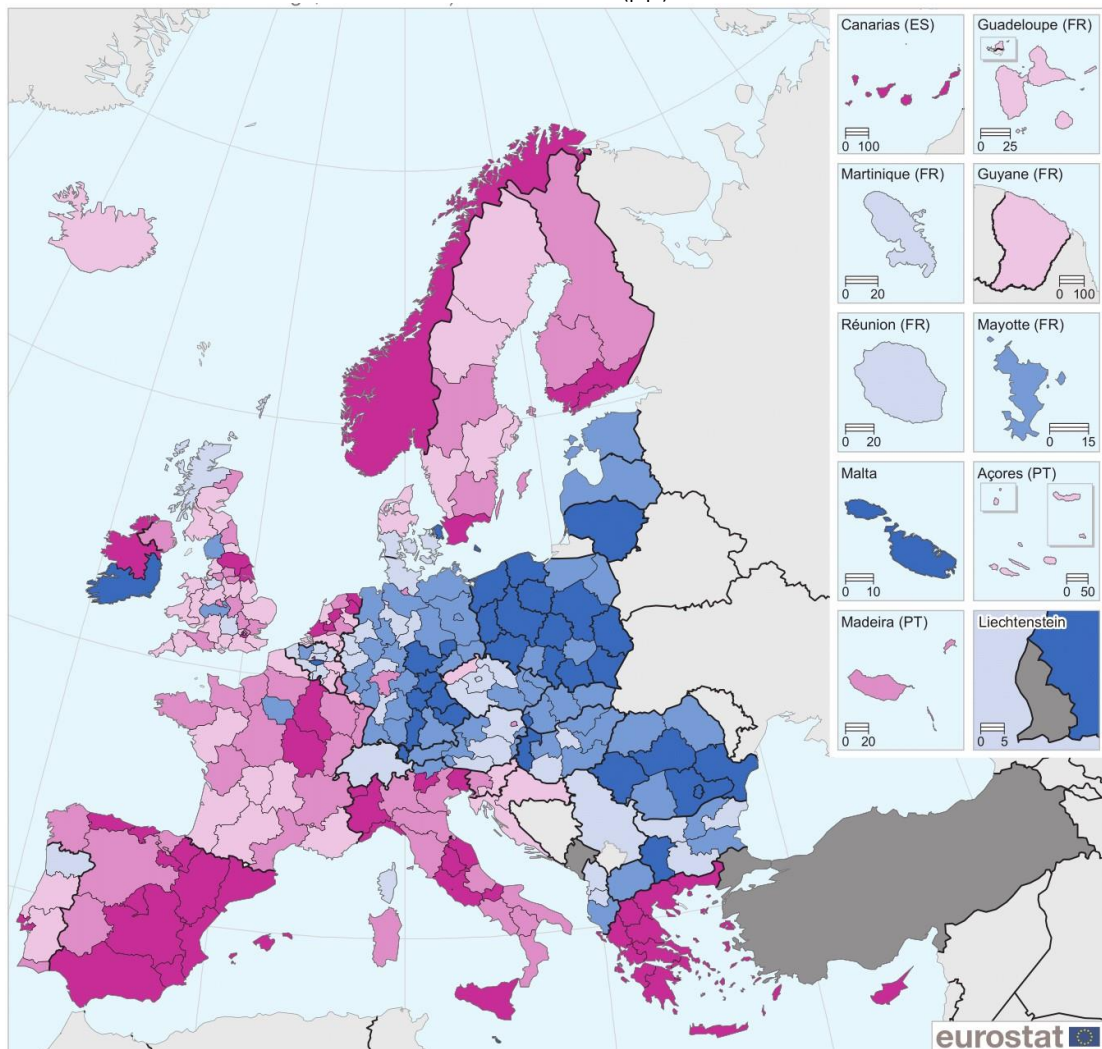 Canarias (ES)
0 100
Guadeloupe (FR)
0 25
Martinique (FR)
0 20
Guyane (FR)
0 100
Réunion (FR)
0 20
Mayotte (FR)
0 15
Malta
0 10
Açores (PT)
0 50
Madeira (PT)
0 20
Liechtenstein
0 5
eurostat